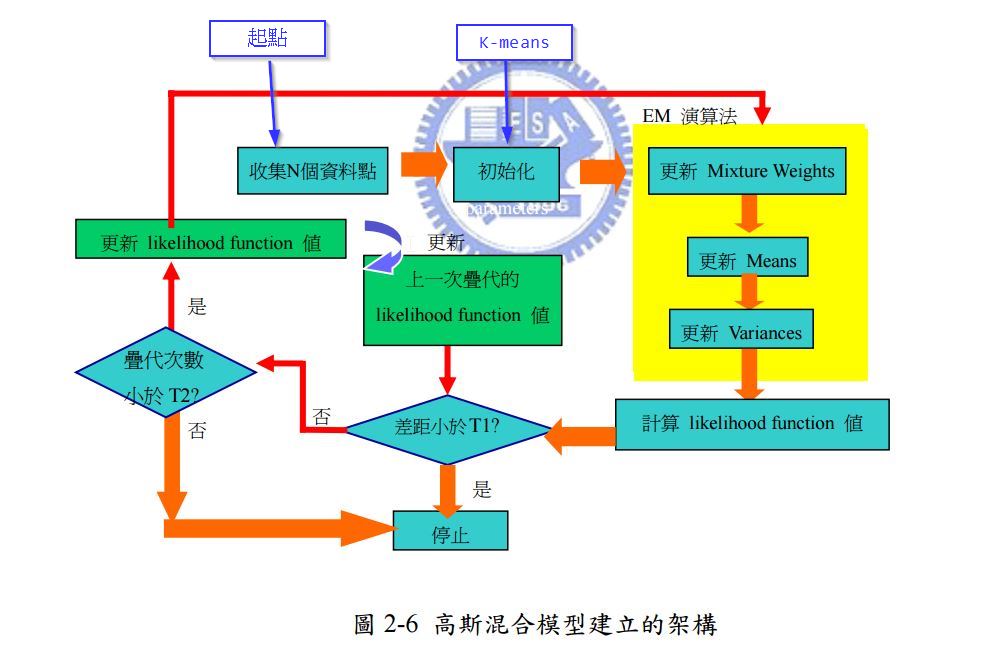 起點
K-means
EM 演算法
收集N個資料點
初始化
parameters
ESA
1896
更新 Mixture Weights
更新 likelihood function 值
更新
更新 Means
上一次疊代的
likelihood function 值
更新 Variances
是
疊代次數
小於 T2?
否
差距小於T1?
計算 likelihood function 值
否
是
停止
圖 2-6 高斯混合模型建立的架構